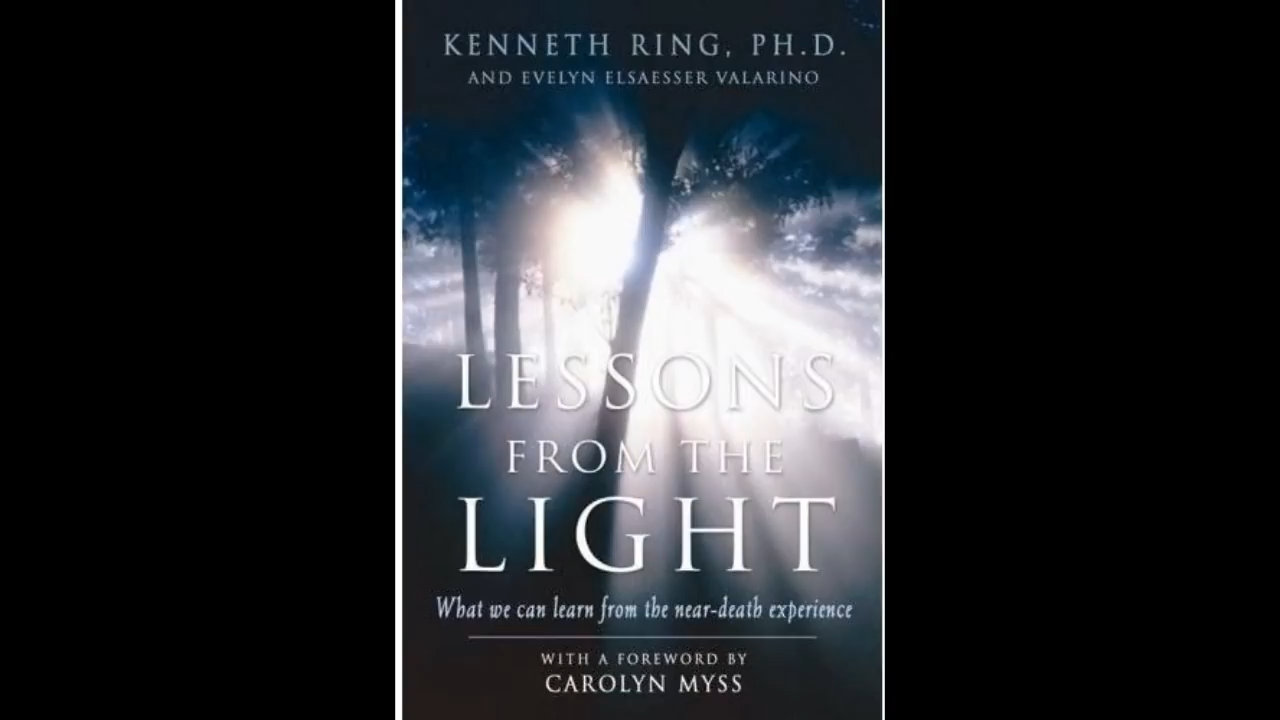 KENNETH RING, PH.D.
AND EVELYN ELSAESSER VALARINO
LESSONS
FROM THE
LIGHT
What we can learn from the near-death experience
WITH A FOREWORD BY
CAROLYN MYSS